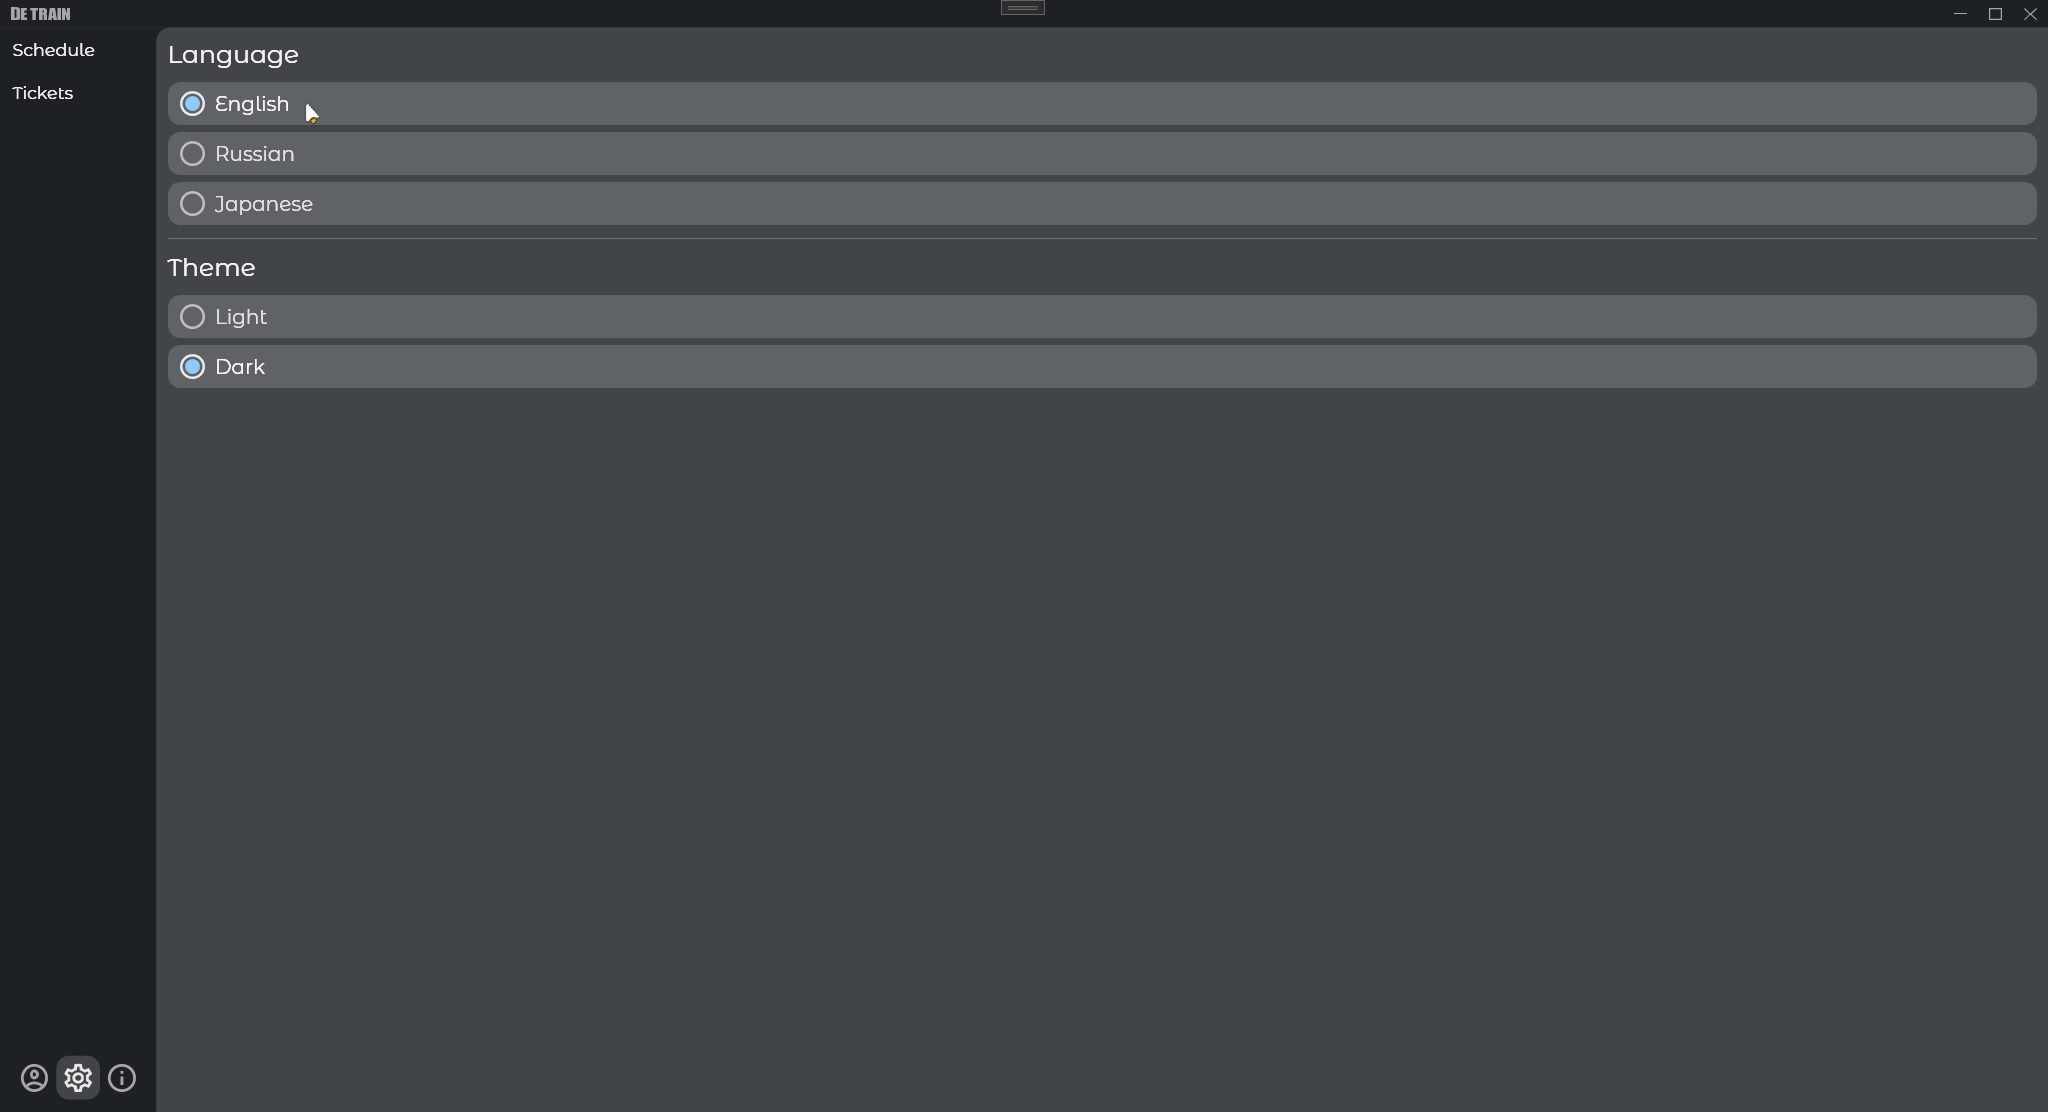 DE TRAIN
Schedule
Tickets
Language
English
Russian
Japanese
Theme
Light
Dark